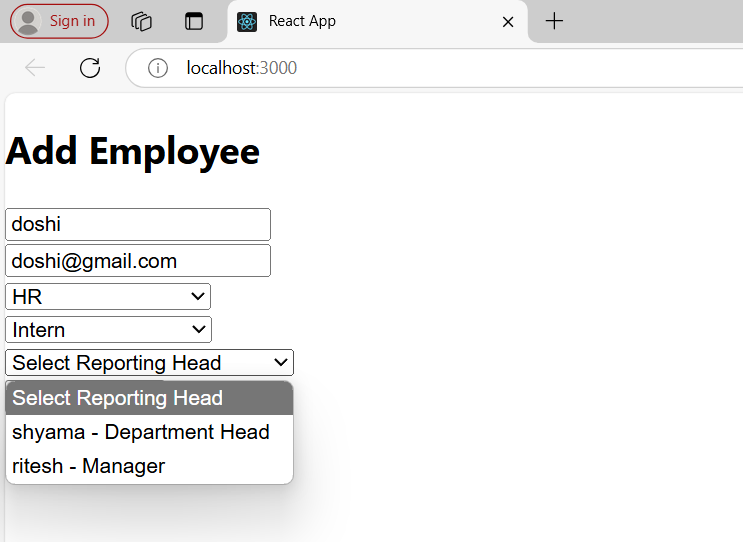 Sign in
React App
localhost:3000
Add Employee
doshi
doshi@gmail.com
HR
Intern
Select Reporting Head
Select Reporting Head
shyama - Department Head
ritesh - Manager